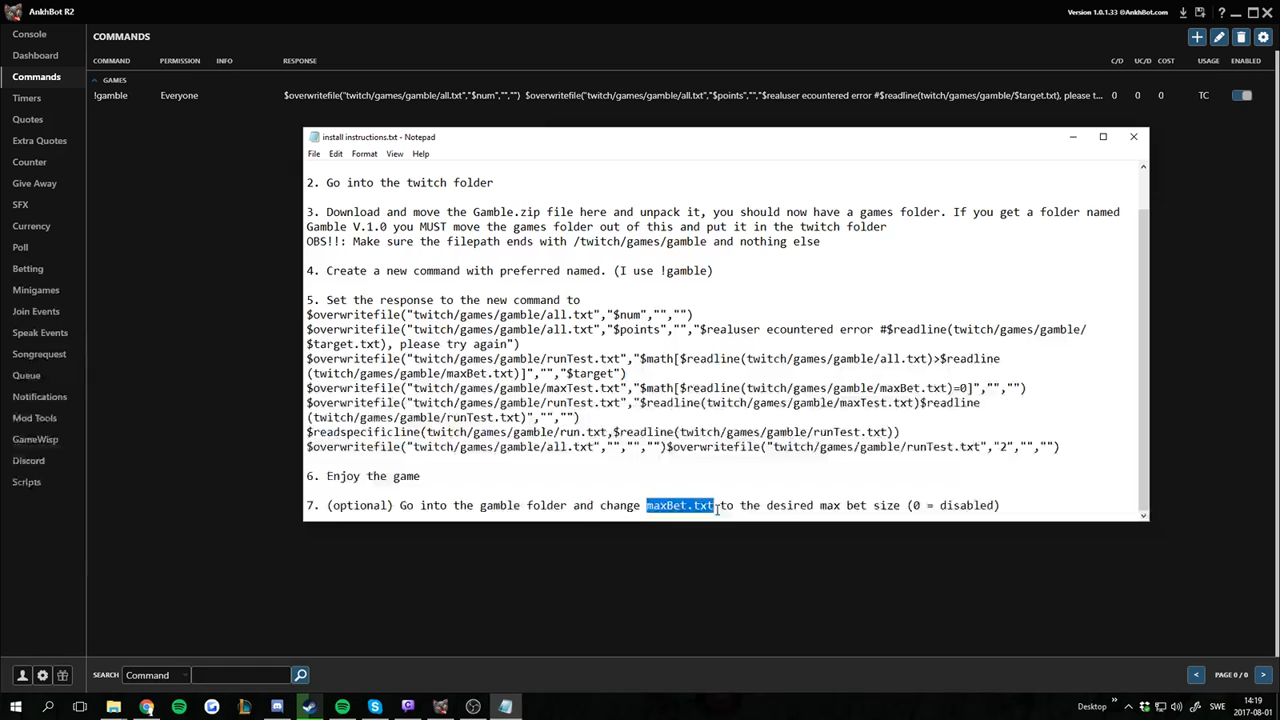 AnkhBot R2
Version 1.0.1.33 @AnkhBot.com
Console
Dashboard
Commands
Timers
Quotes
Extra Quotes
Counter
Give Away
SFX
Currency
Poll
Betting
Minigames
Join Events
Speak Events
Songrequest
Queue
Notifications
Mod Tools
GameWisp
Discord
Scripts
COMMANDS
COMMAND PERMISSION INFO RESPONSE C/D UC/D COST USAGE ENABLED
GAMES
!gamble Everyone $overwritefile("twitch/games/gamble/all.txt","$num","","") $overwritefile("twitch/games/gamble/all.txt","$points","","$realuser ecountered error #$readline(twitch/games/gamble/$target.txt), please t... 0 0 0 TC
install instructions.txt - Notepad
File Edit Format View Help
2. Go into the twitch folder
3. Download and move the Gamble.zip file here and unpack it, you should now have a games folder. If you get a folder named
Gamble V.1.0 you MUST move the games folder out of this and put it in the twitch folder
OBS!!: Make sure the filepath ends with /twitch/games/gamble and nothing else
4. Create a new command with preferred named. (I use !gamble)
5. Set the response to the new command to
$overwritefile("twitch/games/gamble/all.txt","$num","","")
$overwritefile("twitch/games/gamble/all.txt","$points","","$realuser ecountered error #$readline(twitch/games/gamble/
$target.txt), please try again")
$overwritefile("twitch/games/gamble/runTest.txt","$math[$readline(twitch/games/gamble/all.txt)>$readline
(twitch/games/gamble/maxBet.txt)]","","$target")
$overwritefile("twitch/games/gamble/maxTest.txt","$math[$readline(twitch/games/gamble/maxBet.txt)=0]","","")
$overwritefile("twitch/games/gamble/runTest.txt","$readline(twitch/games/gamble/maxTest.txt)$readline
(twitch/games/gamble/runTest.txt)","","")
$readspecificline(twitch/games/gamble/run.txt,$readline(twitch/games/gamble/runTest.txt))
$overwritefile("twitch/games/gamble/all.txt","","","")$overwritefile("twitch/games/gamble/runTest.txt","2","","")
6. Enjoy the game
7. (optional) Go into the gamble folder and change maxBet.txt to the desired max bet size (0 = disabled)
SEARCH Command PAGE 0 / 0
Desktop SWE 14:19
2017-08-01